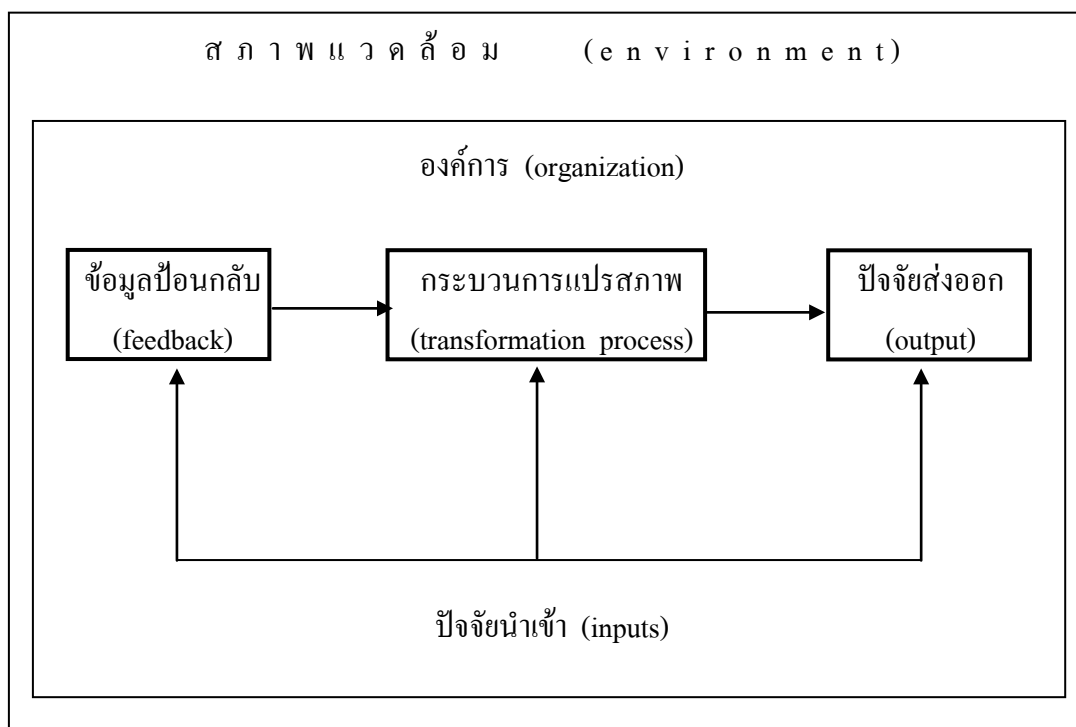 สภาพแวดล้อม (environment)
องค์การ (organization)
ข้อมูลป้อนกลับ
(feedback)
กระบวนการแปรสภาพ
(transformation process)
ปัจจัยส่งออก
(output)
ปัจจัยนำเข้า (inputs)